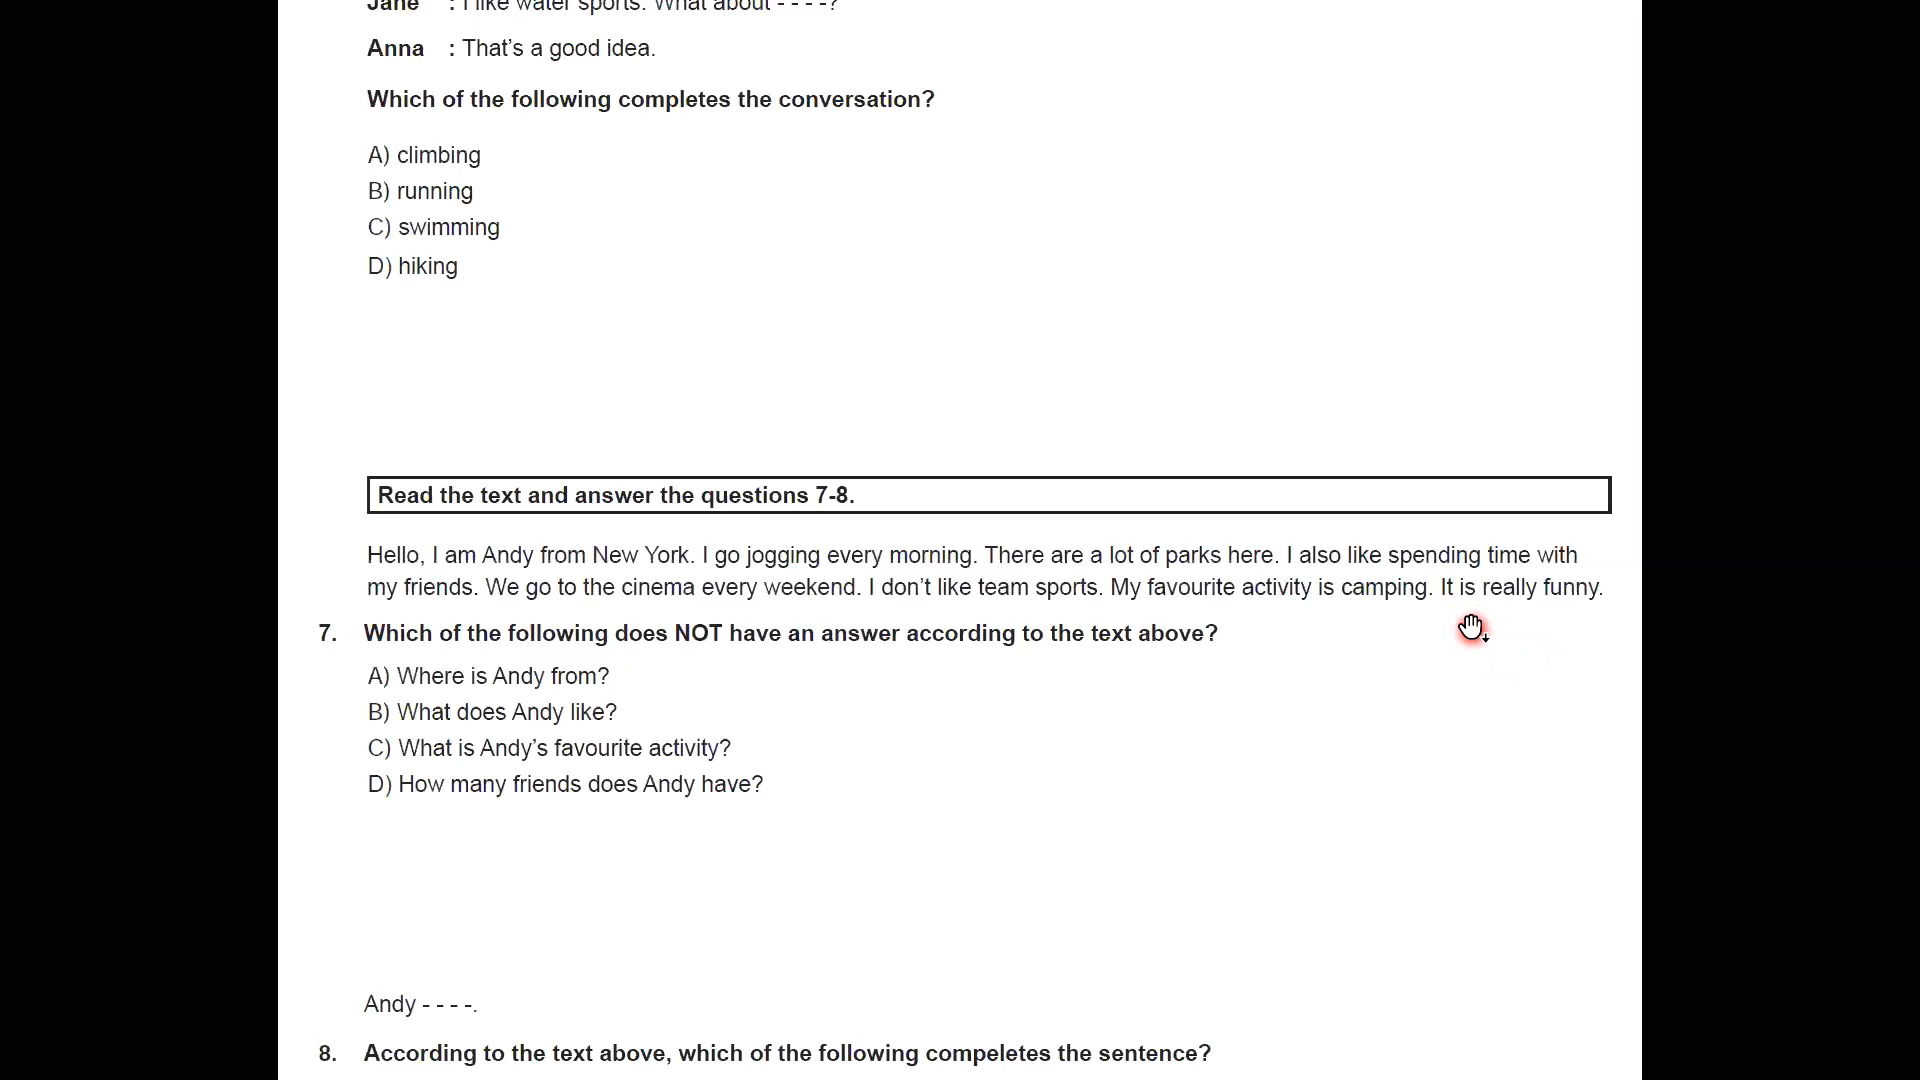 Jane : I like water sports. What about - - - -?
Anna : That’s a good idea.
Which of the following completes the conversation?
A) climbing
B) running
C) swimming
D) hiking
Read the text and answer the questions 7-8.
Hello, I am Andy from New York. I go jogging every morning. There are a lot of parks here. I also like spending time with
my friends. We go to the cinema every weekend. I don’t like team sports. My favourite activity is camping. It is really funny.
7. Which of the following does NOT have an answer according to the text above?
A) Where is Andy from?
B) What does Andy like?
C) What is Andy’s favourite activity?
D) How many friends does Andy have?
Andy - - - -.
8. According to the text above, which of the following compeletes the sentence?